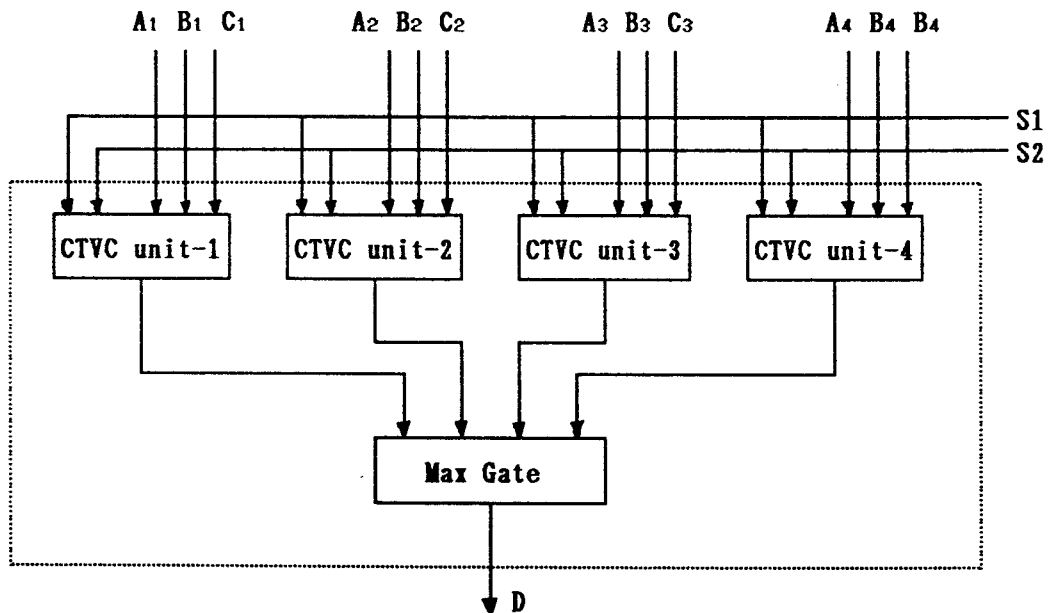 A1 B1 C1 A2 B2 C2 A3 B3 C3 A4 B4 B4
S1
S2
CTVC unit-1 CTVC unit-2 CTVC unit-3 CTVC unit-4
Max Gate
D